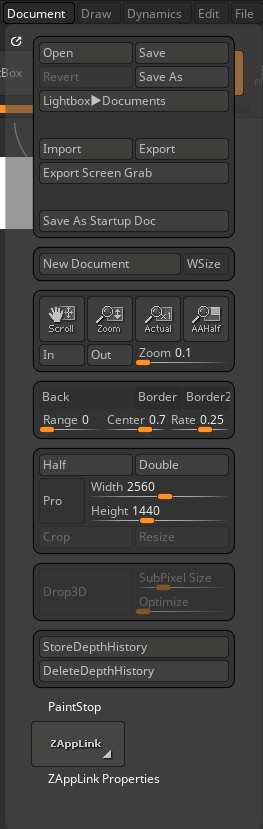 Document Draw Dynamics Edit File
tBox
Open Save
Revert Save As
Lightbox▶Documents
Import Export
Export Screen Grab
Save As Startup Doc
New Document WSize
Scroll Zoom Actual AAHalf
In Out Zoom 0.1
Back Border Border2
Range 0 Center 0.7 Rate 0.25
Half Double
Pro Width 2560
Height 1440
Crop Resize
Drop3D SubPixel Size
Optimize
StoreDepthHistory
DeleteDepthHistory
PaintStop
ZAppLink
ZAppLink Properties